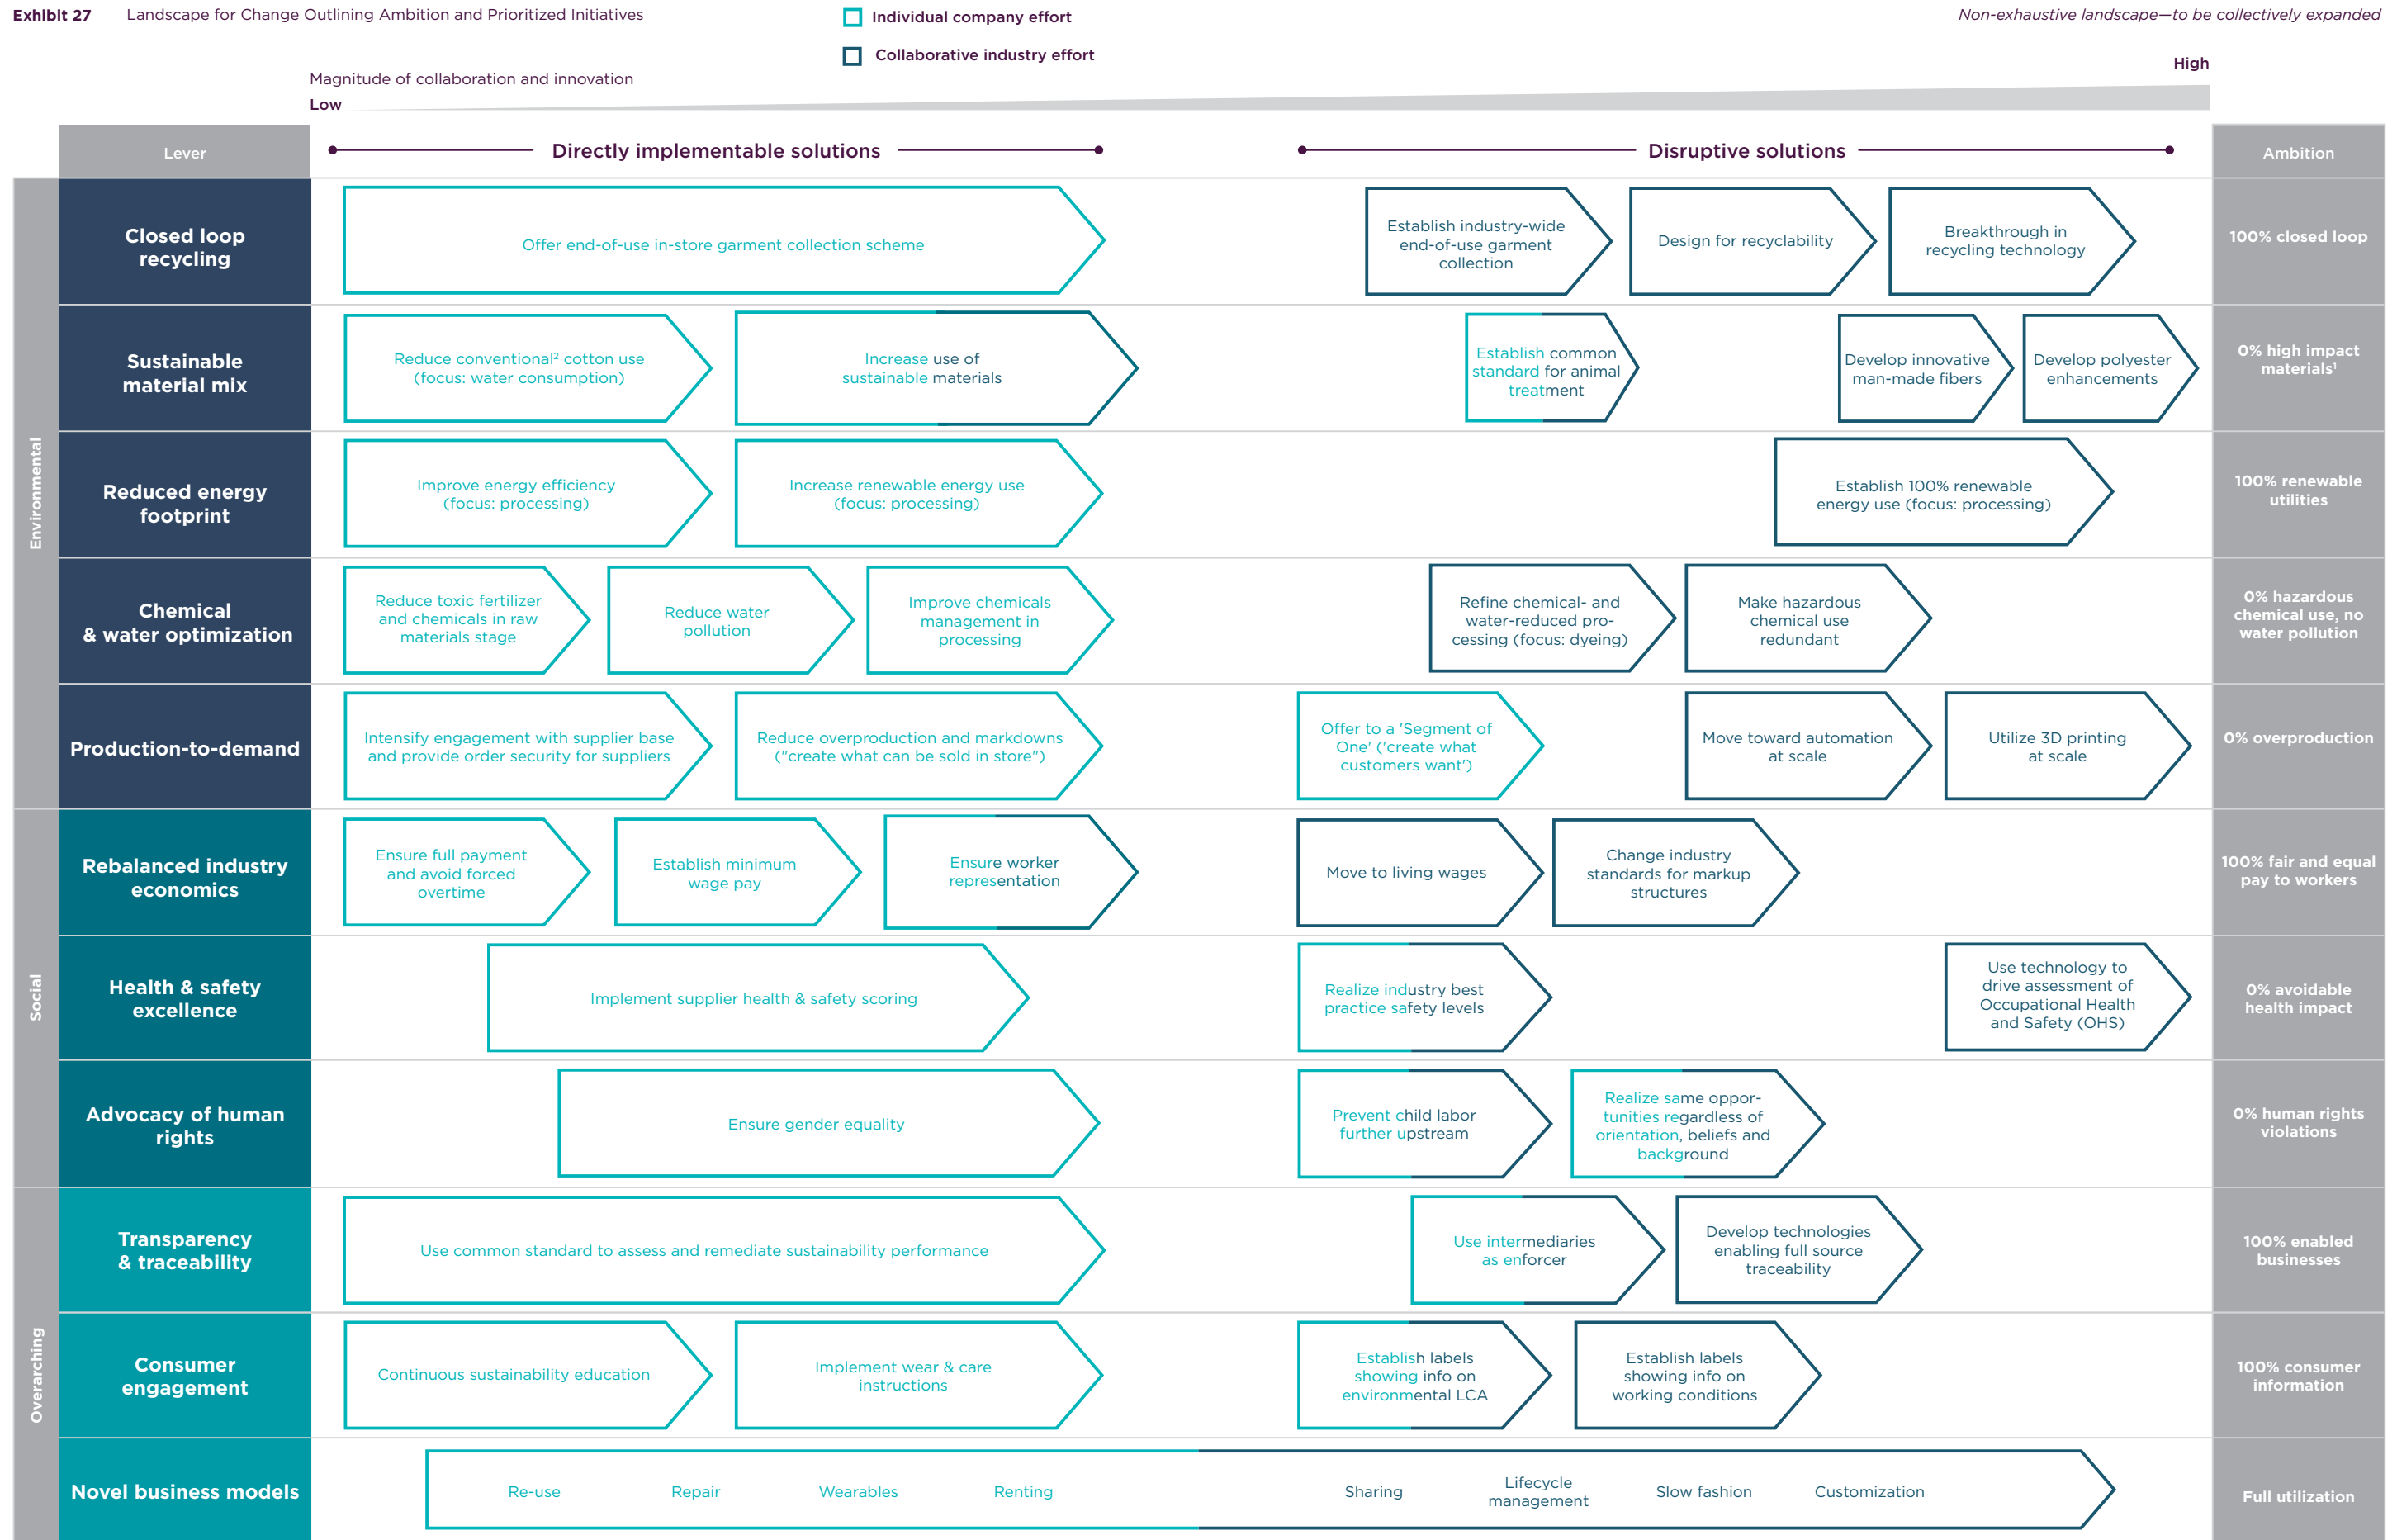 Exhibit 27 Landscape for Change Outlining Ambition and Prioritized Initiatives
Individual company effort
Collaborative industry effort
Non-exhaustive landscape—to be collectively expanded
Magnitude of collaboration and innovation
Low
High
Lever
Directly implementable solutions
Disruptive solutions
Ambition
Environmental
Closed loop
recycling
Offer end-of-use in-store garment collection scheme
Establish industry-wide
end-of-use garment
collection
Design for recyclability
Breakthrough in
recycling technology
100% closed loop
Sustainable
material mix
Reduce conventional² cotton use
(focus: water consumption)
Increase use of
sustainable materials
Establish common
standard for animal
treatment
Develop innovative
man-made fibers
Develop polyester
enhancements
0% high impact
materials¹
Reduced energy
footprint
Improve energy efficiency
(focus: processing)
Increase renewable energy use
(focus: processing)
Establish 100% renewable
energy use (focus: processing)
100% renewable
utilities
Chemical
& water optimization
Reduce toxic fertilizer
and chemicals in raw
materials stage
Reduce water
pollution
Improve chemicals
management in
processing
Refine chemical- and
water-reduced pro-
cessing (focus: dyeing)
Make hazardous
chemical use
redundant
0% hazardous
chemical use, no
water pollution
Production-to-demand
Intensify engagement with supplier base
and provide order security for suppliers
Reduce overproduction and markdowns
("create what can be sold in store")
Offer to a 'Segment of
One' ('create what
customers want')
Move toward automation
at scale
Utilize 3D printing
at scale
0% overproduction
Social
Rebalanced industry
economics
Ensure full payment
and avoid forced
overtime
Establish minimum
wage pay
Ensure worker
representation
Move to living wages
Change industry
standards for markup
structures
100% fair and equal
pay to workers
Health & safety
excellence
Implement supplier health & safety scoring
Realize industry best
practice safety levels
Use technology to
drive assessment of
Occupational Health
and Safety (OHS)
0% avoidable
health impact
Advocacy of human
rights
Ensure gender equality
Prevent child labor
further upstream
Realize same oppor-
tunities regardless of
orientation, beliefs and
background
0% human rights
violations
Overarching
Transparency
& traceability
Use common standard to assess and remediate sustainability performance
Use intermediaries
as enforcer
Develop technologies
enabling full source
traceability
100% enabled
businesses
Consumer
engagement
Continuous sustainability education
Implement wear & care
instructions
Establish labels
showing info on
environmental LCA
Establish labels
showing info on
working conditions
100% consumer
information
Novel business models
Re-use
Repair
Wearables
Renting
Sharing
Lifecycle
management
Slow fashion
Customization
Full utilization